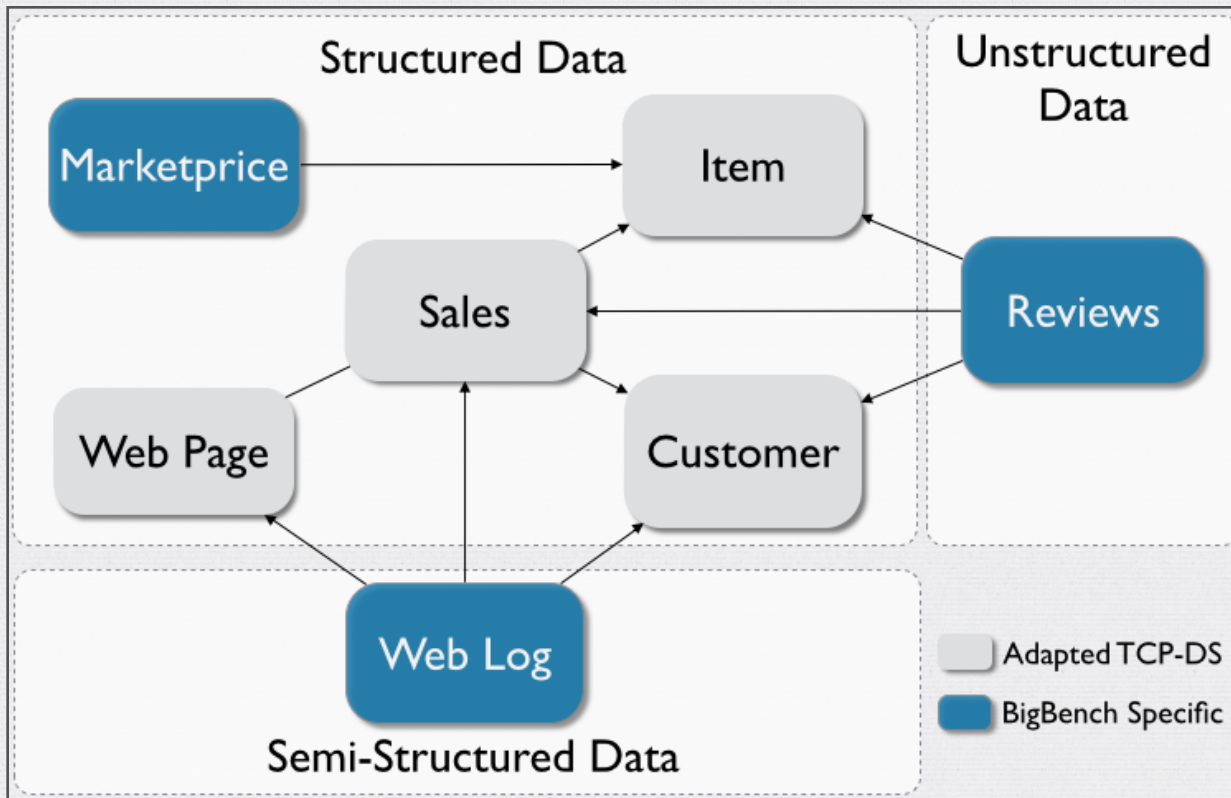 Structured Data
Unstructured
Data
Marketprice
Item
Sales
Reviews
Web Page
Customer
Web Log
Semi-Structured Data
Adapted TCP-DS
BigBench Specific